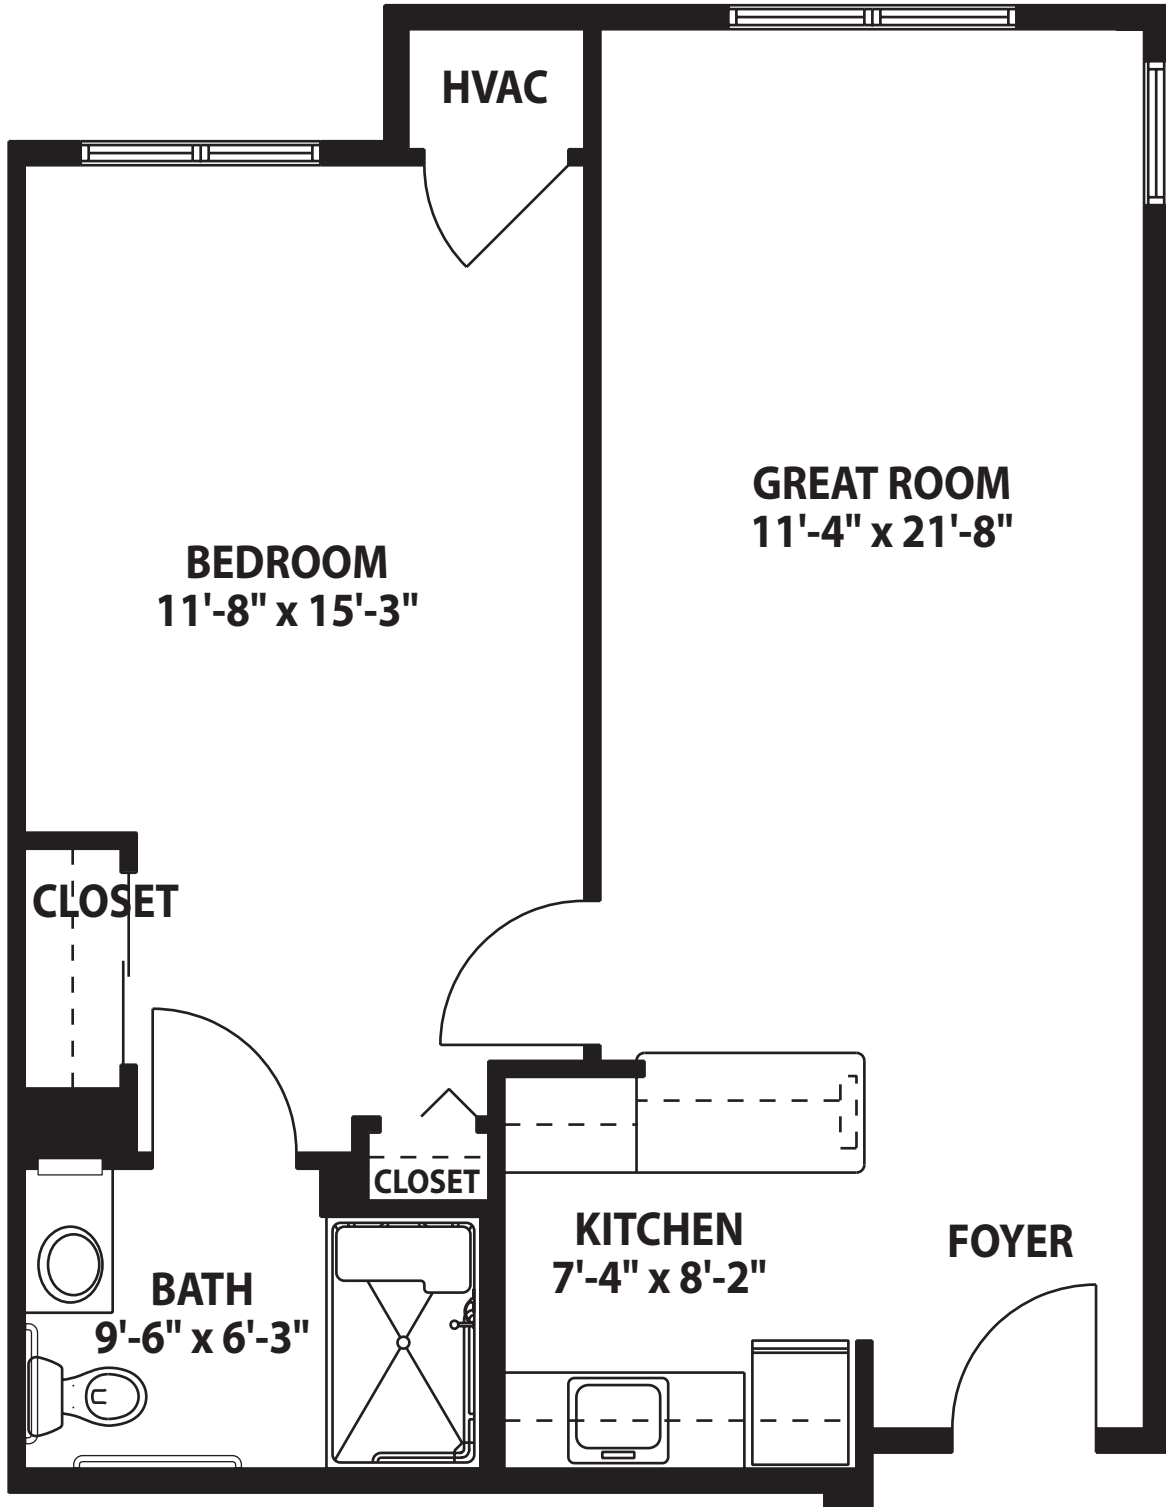 HVAC
GREAT ROOM
11'-4" x 21'-8"
BEDROOM
11'-8" x 15'-3"
CLOSET
CLOSET
KITCHEN
7'-4" x 8'-2"
FOYER
BATH
9'-6" x 6'-3"